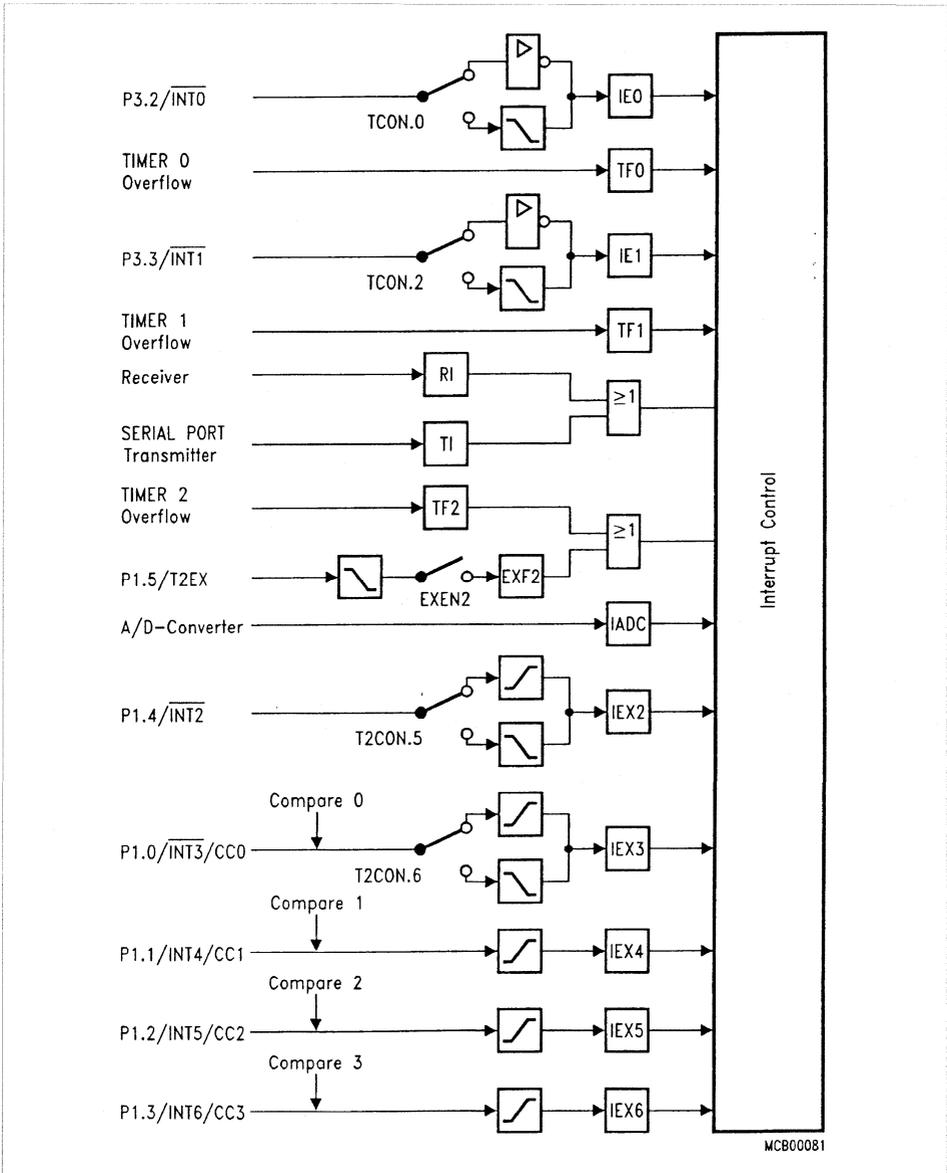 P3.2/INT0
TCON.0
IE0
TIMER 0
Overflow
TF0
P3.3/INT1
TCON.2
IE1
TIMER 1
Overflow
TF1
Receiver
RI
≥1
SERIAL PORT
Transmitter
TI
TIMER 2
Overflow
TF2
≥1
P1.5/T2EX
EXEN2
EXF2
A/D-Converter
IADC
P1.4/INT2
T2CON.5
IEX2
Compare 0
P1.0/INT3/CC0
T2CON.6
IEX3
Compare 1
P1.1/INT4/CC1
IEX4
Compare 2
P1.2/INT5/CC2
IEX5
Compare 3
P1.3/INT6/CC3
IEX6
Interrupt Control
MCB00081